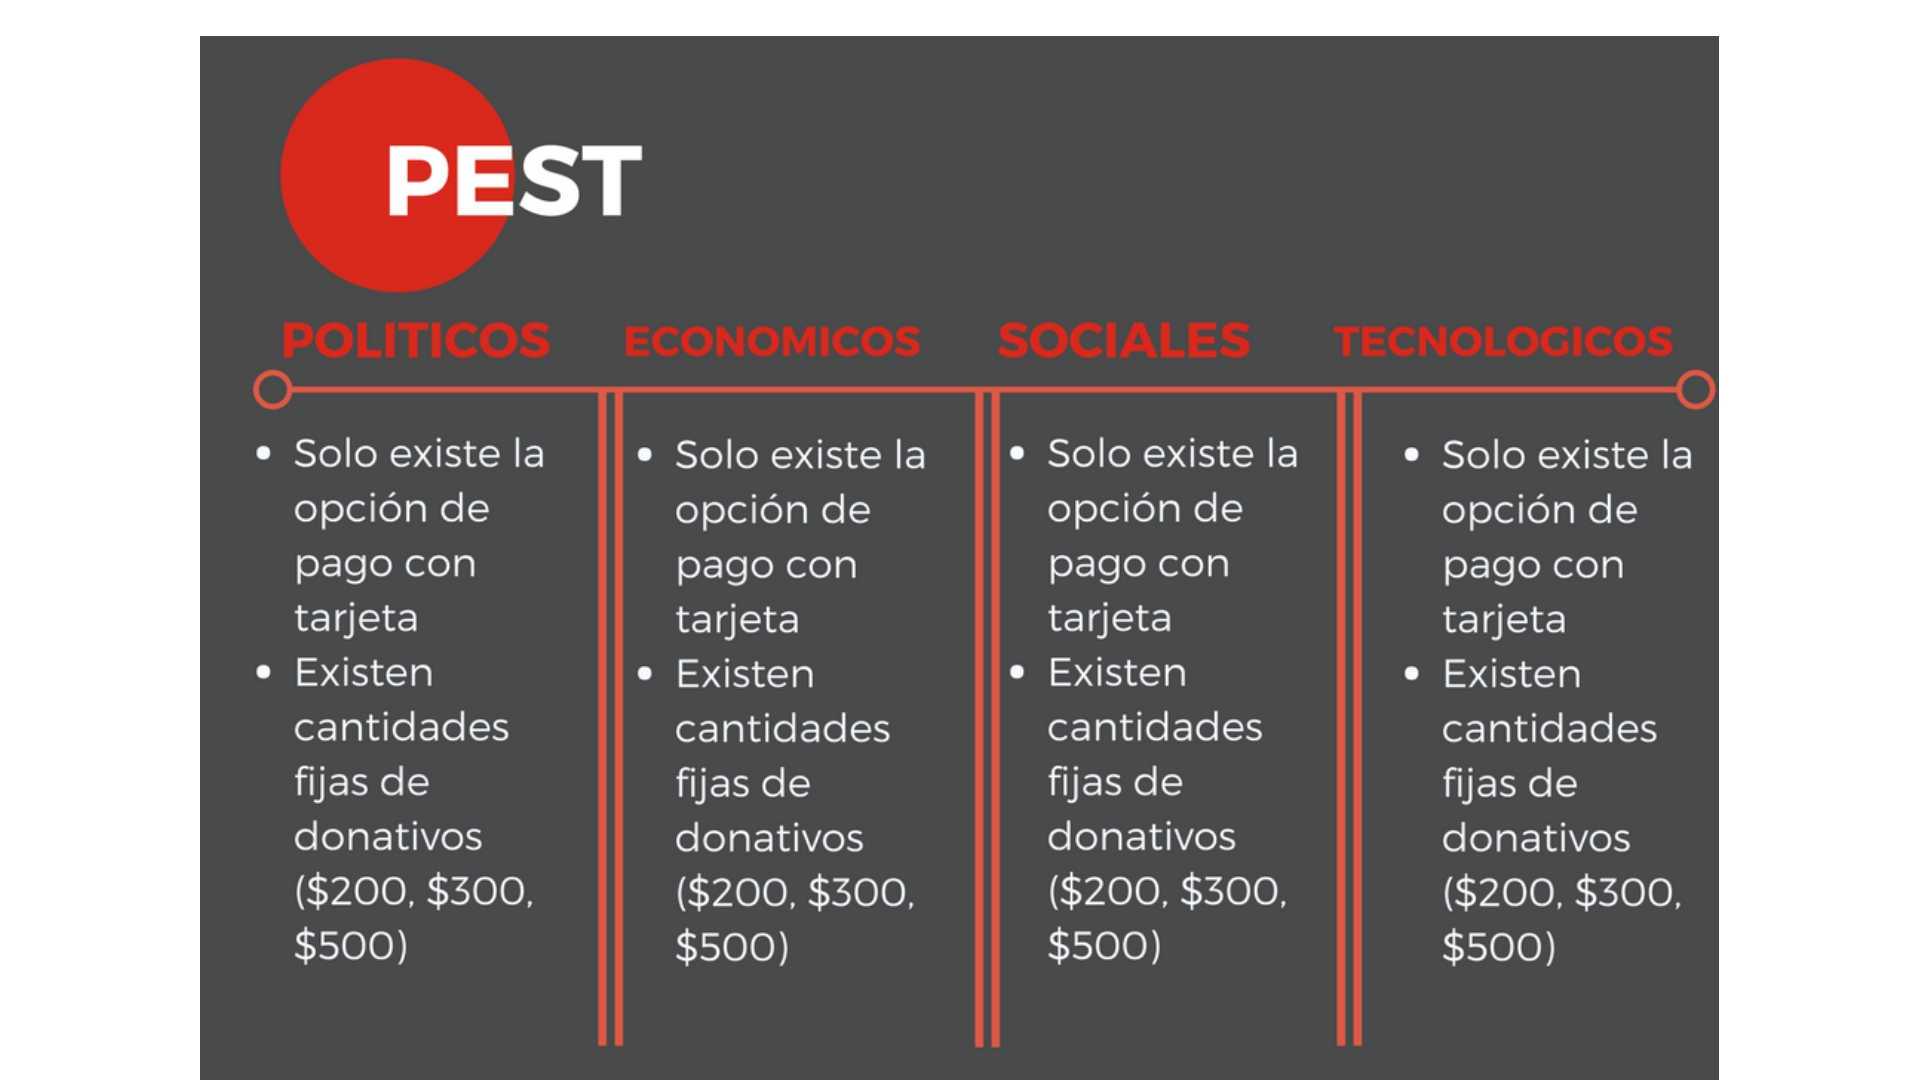 PEST
POLITICOS
Solo existe la
opción de
pago con
tarjeta
Existen
cantidades
fijas de
donativos
($200, $300,
$500)
ECONOMICOS
Solo existe la
opción de
pago con
tarjeta
Existen
cantidades
fijas de
donativos
($200, $300,
$500)
SOCIALES
Solo existe la
opción de
pago con
tarjeta
Existen
cantidades
fijas de
donativos
($200, $300,
$500)
TECNOLOGICOS
Solo existe la
opción de
pago con
tarjeta
Existen
cantidades
fijas de
donativos
($200, $300,
$500)